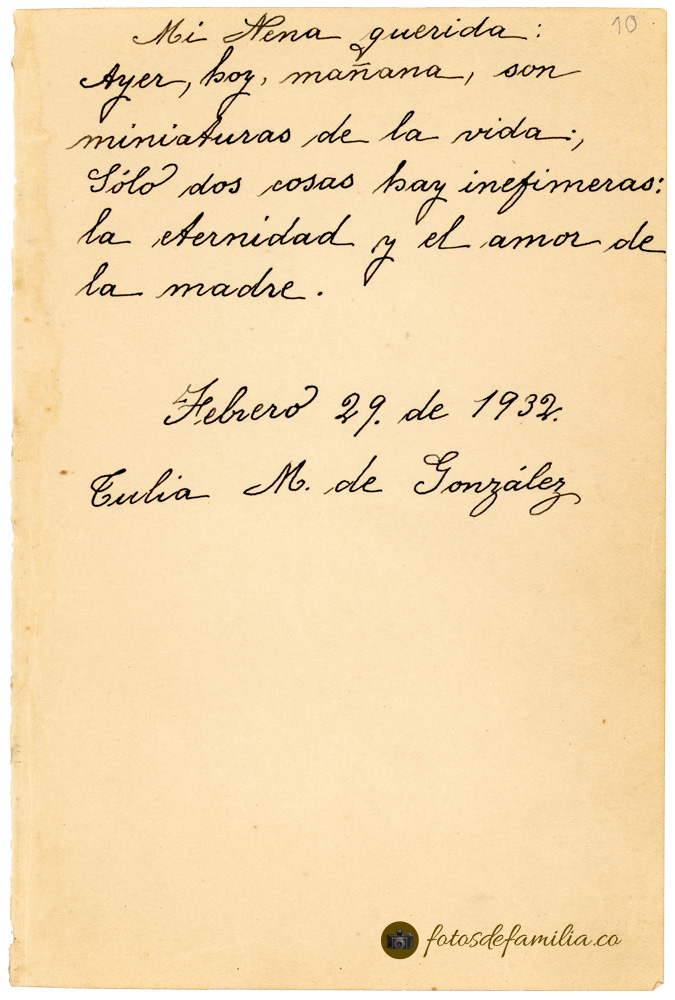 10
Mi Nena querida:
Ayer, hoy, mañana, son
miniaturas de la vida;,
Sólo dos cosas hay inefimeras:
la eternidad y el amor de
la madre.
Febrero 29. de 1932.
Tulia M. de González
fotosdefamilia.co